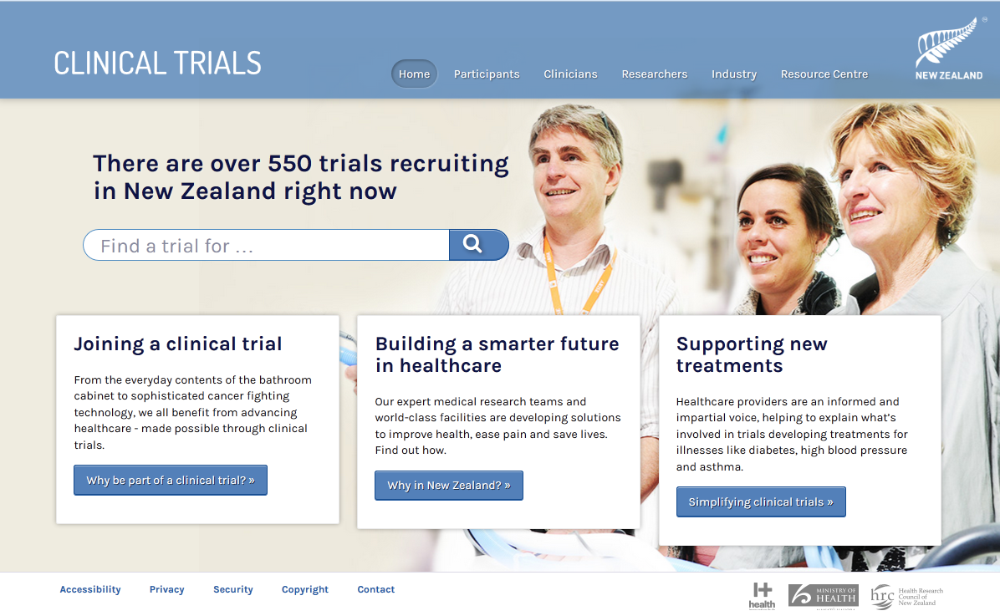 CLINICAL TRIALS
Home
Participants
Clinicians
Researchers
Industry
Resource Centre
NEW ZEALAND
There are over 550 trials recruiting
in New Zealand right now
Find a trial for ...
Joining a clinical trial
From the everyday contents of the bathroom
cabinet to sophisticated cancer fighting
technology, we all benefit from advancing
healthcare - made possible through clinical
trials.
Why be part of a clinical trial? »
Building a smarter future
in healthcare
Our expert medical research teams and
world-class facilities are developing solutions
to improve health, ease pain and save lives.
Find out how.
Why in New Zealand? »
Supporting new
treatments
Healthcare providers are an informed and
impartial voice, helping to explain what's
involved in trials developing treatments for
illnesses like diabetes, high blood pressure
and asthma.
Simplifying clinical trials »
Accessibility
Privacy
Security
Copyright
Contact
health
MINISTRY OF
HEALTH
hrc
Health Research
Council of
New Zealand